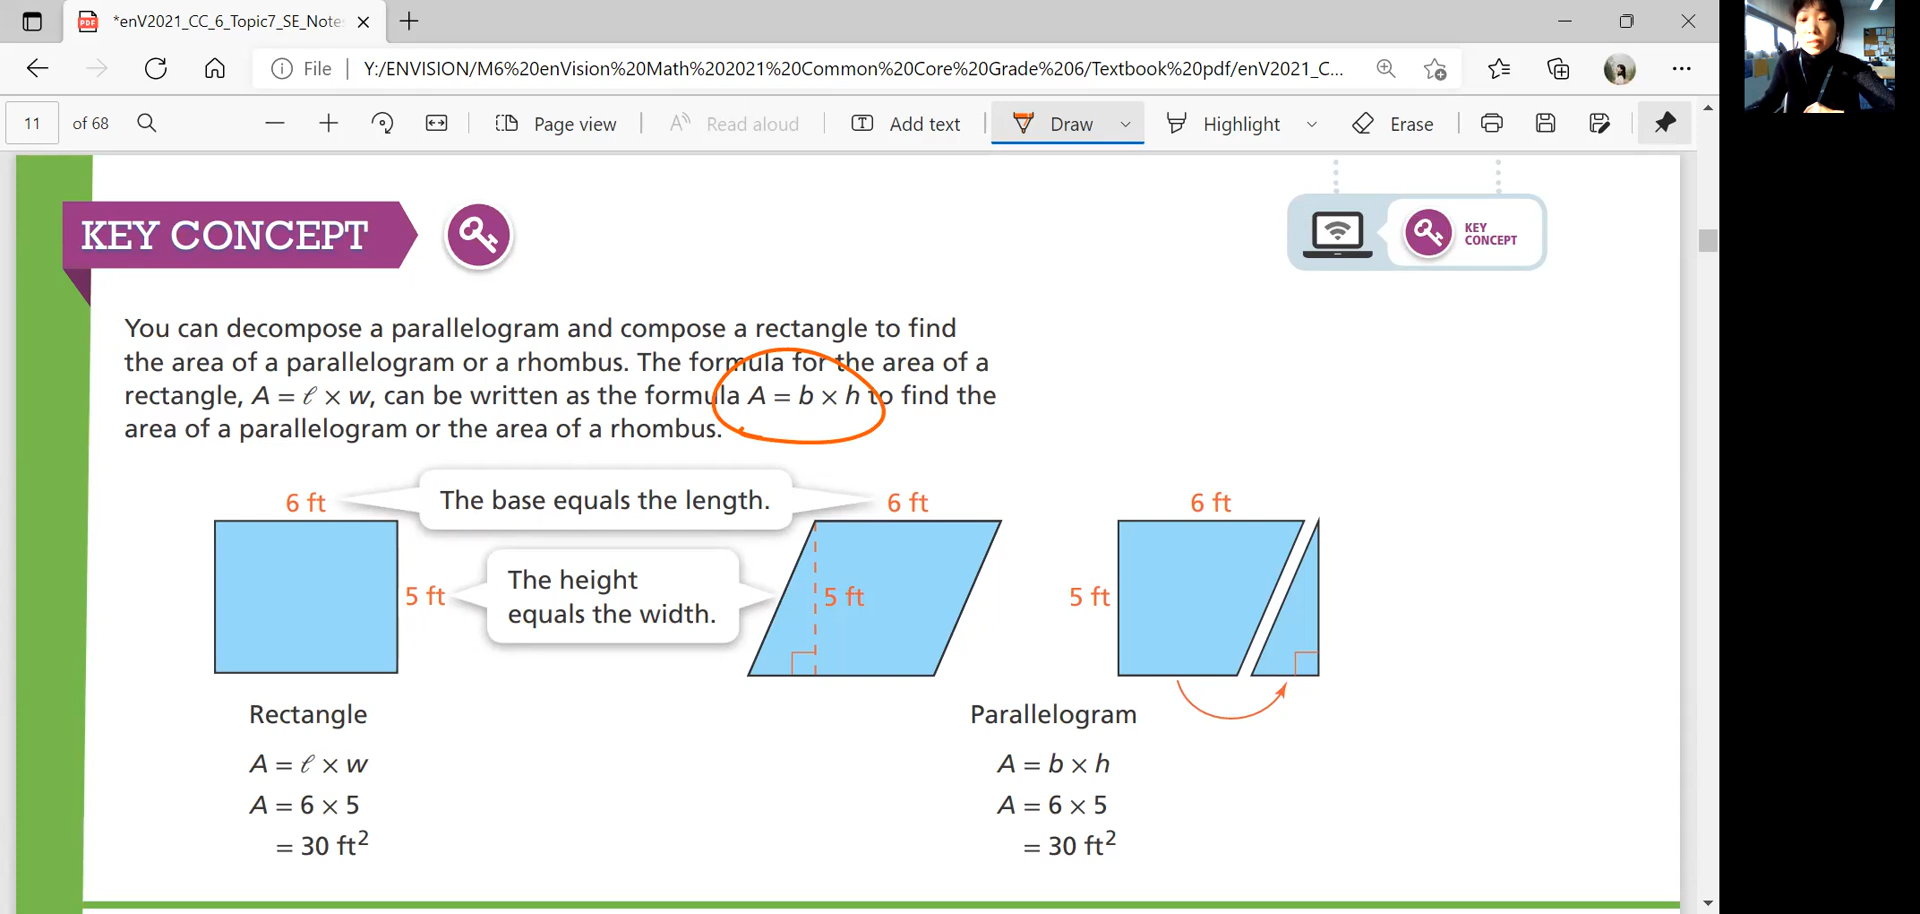 *enV2021_CC_6_Topic7_SE_Note
File
Y:/ENVISION/M6%20enVision%20Math%202021%20Common%20Core%20Grade%206/Textbook%20pdf/enV2021_C...
11
of 68
Page view
Read aloud
Add text
Draw
Highlight
Erase
KEY CONCEPT
KEY
CONCEPT
You can decompose a parallelogram and compose a rectangle to find
the area of a parallelogram or a rhombus. The formula for the area of a
rectangle, A = ℓ × w, can be written as the formula A = b × h to find the
area of a parallelogram or the area of a rhombus.
6 ft
The base equals the length.
6 ft
6 ft
5 ft
The height
equals the width.
5 ft
5 ft
Rectangle
A = ℓ × w
A = 6 × 5
= 30 ft²
Parallelogram
A = b × h
A = 6 × 5
= 30 ft²